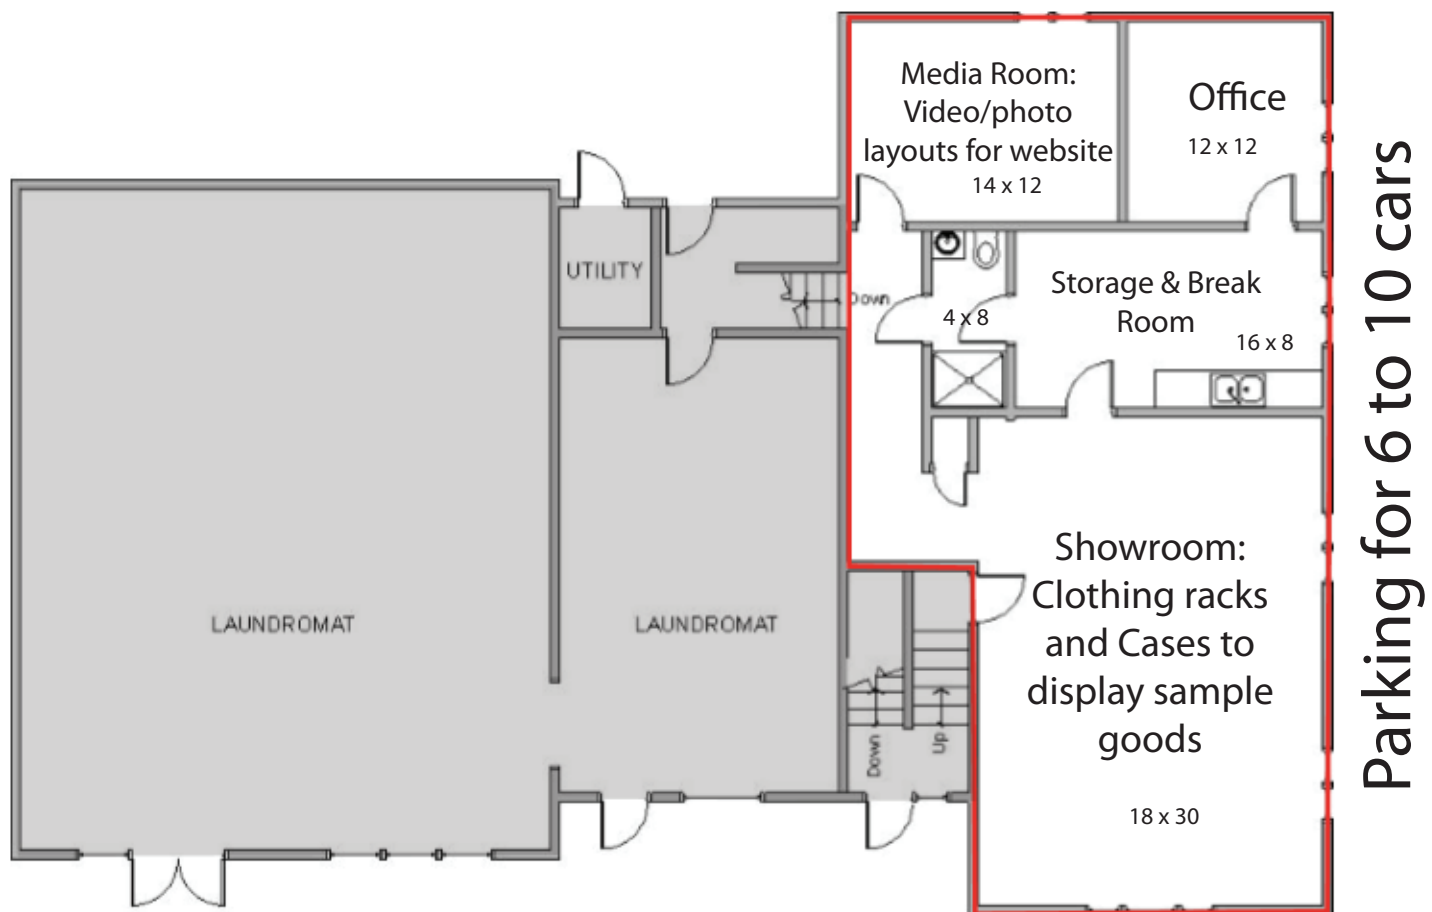 Media Room:
Video/photo
layouts for website
14 x 12
Office
12 x 12
UTILITY
Down
4 x 8
Storage & Break
Room
16 x 8
LAUNDROMAT
LAUNDROMAT
Down
Up
Showroom:
Clothing racks
and Cases to
display sample
goods
18 x 30
Parking for 6 to 10 cars